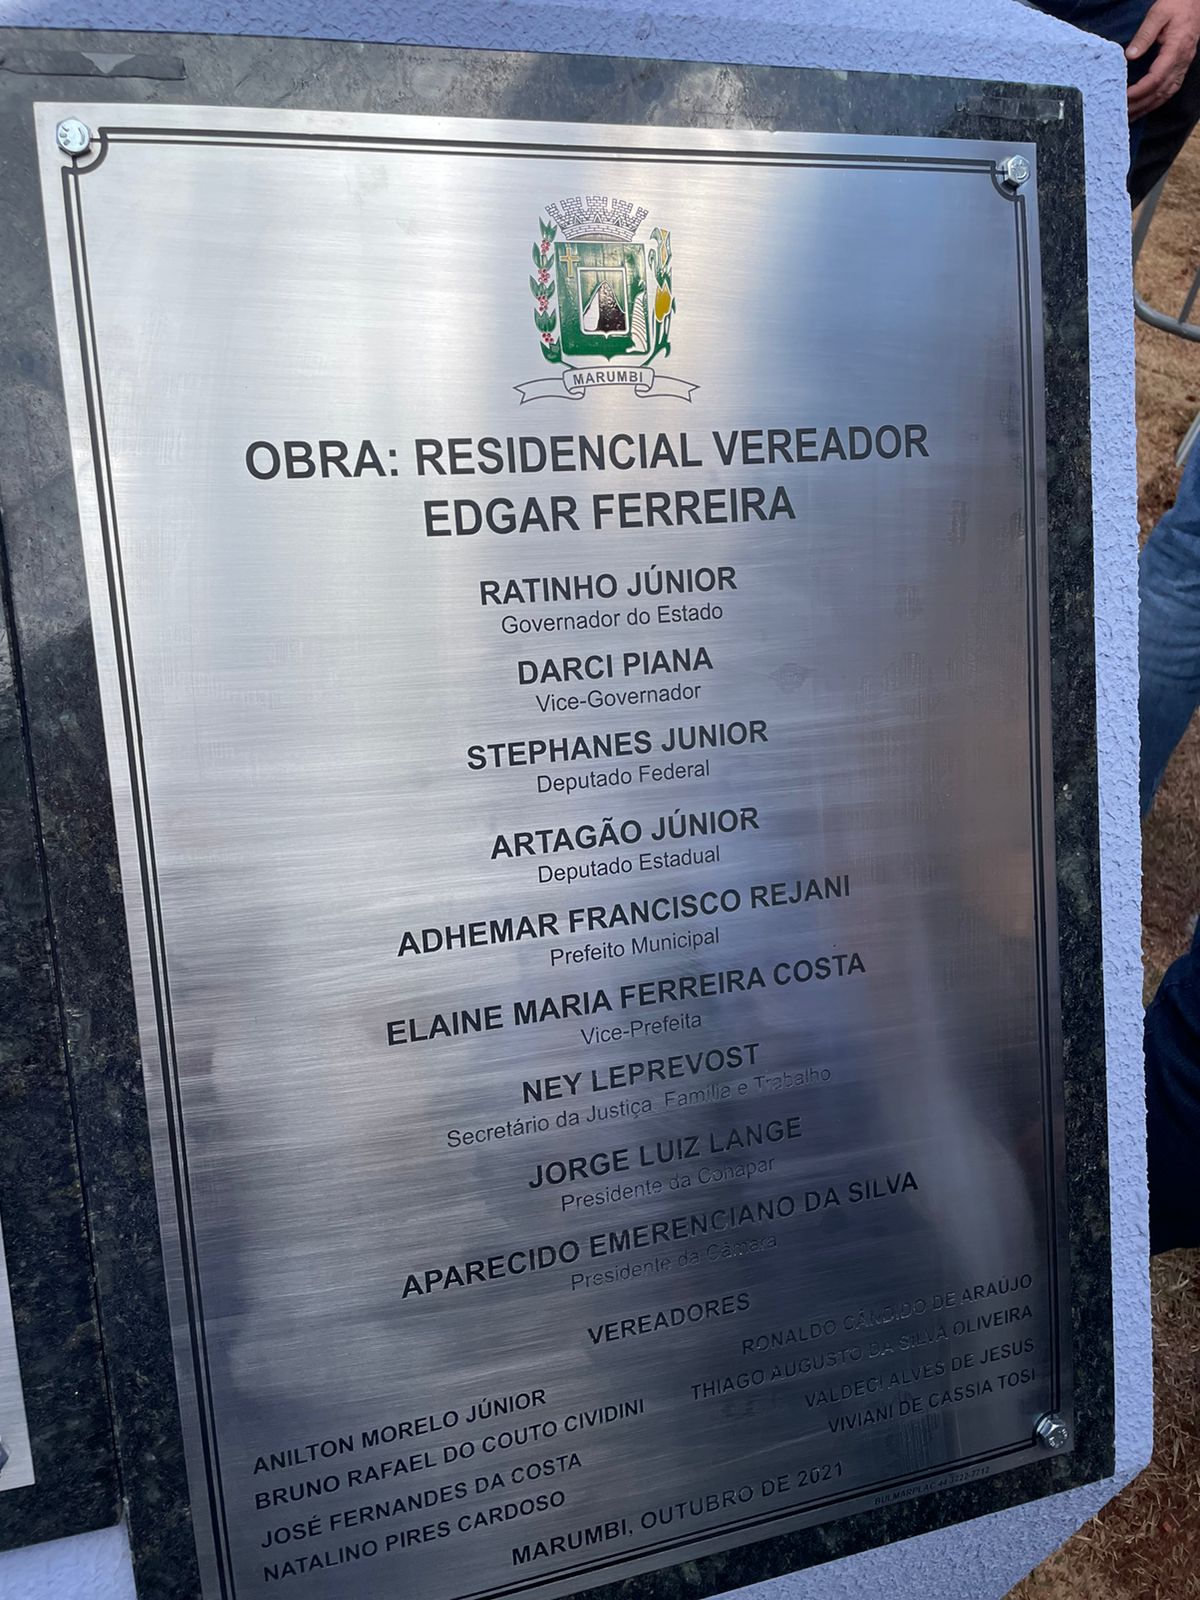 MARUMBI
OBRA: RESIDENCIAL VEREADOR
EDGAR FERREIRA
RATINHO JÚNIOR
Governador do Estado
DARCI PIANA
Vice-Governador
STEPHANES JUNIOR
Deputado Federal
ARTAGÃO JÚNIOR
Deputado Estadual
ADHEMAR FRANCISCO REJANI
Prefeito Municipal
ELAINE MARIA FERREIRA COSTA
Vice-Prefeita
NEY LEPREVOST
Secretário da Justiça, Família e Trabalho
JORGE LUIZ LANGE
Presidente da Cohapar
APARECIDO EMERENCIANO DA SILVA
Presidente da Câmara
VEREADORES
ANILTON MORELO JÚNIOR
BRUNO RAFAEL DO COUTO CIVIDINI
JOSÉ FERNANDES DA COSTA
NATALINO PIRES CARDOSO
RONALDO CÂNDIDO DE ARAÚJO
THIAGO AUGUSTO DA SILVA OLIVEIRA
VALDECI ALVES DE JESUS
VIVIANI DE CASSIA TOSI
MARUMBI, OUTUBRO DE 2021
BULMARPLAC